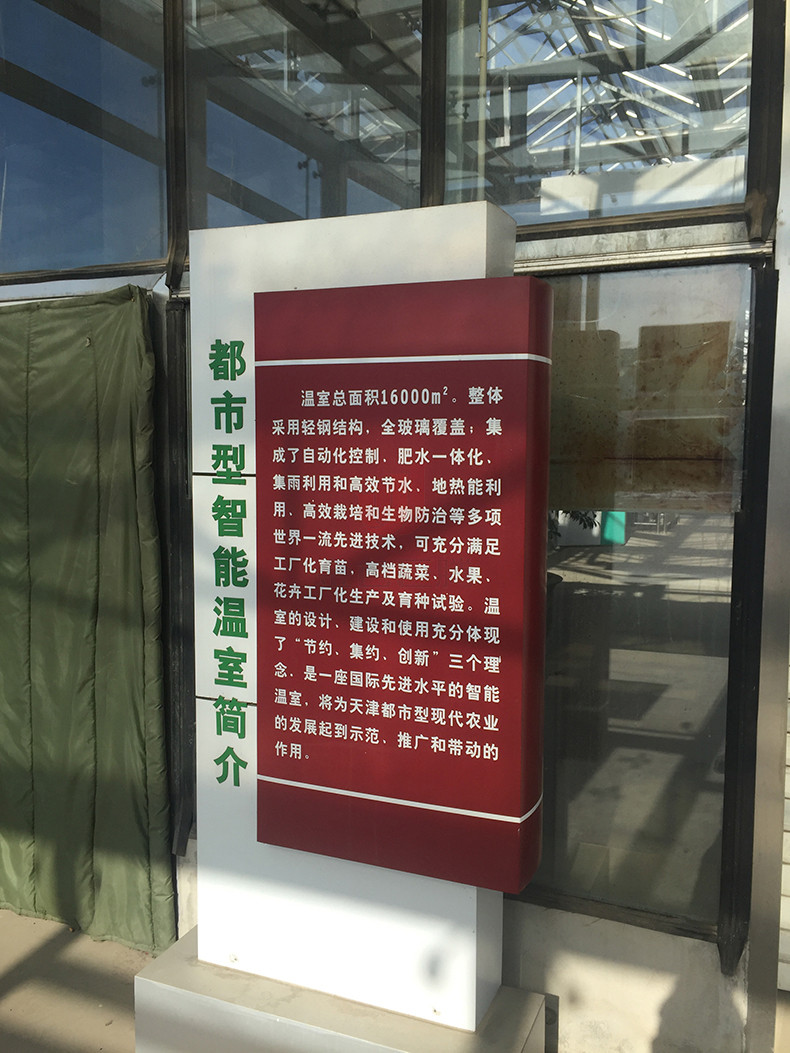 都市型智能温室简介
温室总面积16000m²。整体
采用轻钢结构、全玻璃覆盖；集
成了自动化控制、肥水一体化、
集雨利用和高效节水、地热能利
用、高效栽培和生物防治等多项
世界一流先进技术，可充分满足
工厂化育苗，高档蔬菜、水果、
花卉工厂化生产及育种试验。温
室的设计、建设和使用充分体现
了“节约、集约、创新”三个理
念，是一座国际先进水平的智能
温室，将为天津都市型现代农业
的发展起到示范、推广和带动的
作用。